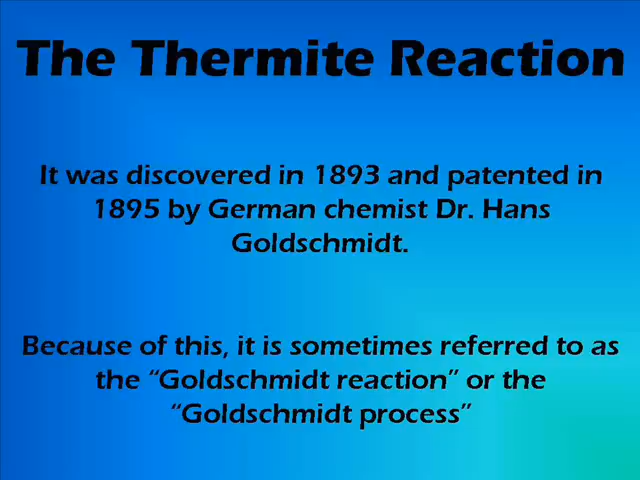 The Thermite Reaction
It was discovered in 1893 and patented in
1895 by German chemist Dr. Hans
Goldschmidt.
Because of this, it is sometimes referred to as
the “Goldschmidt reaction” or the
“Goldschmidt process”